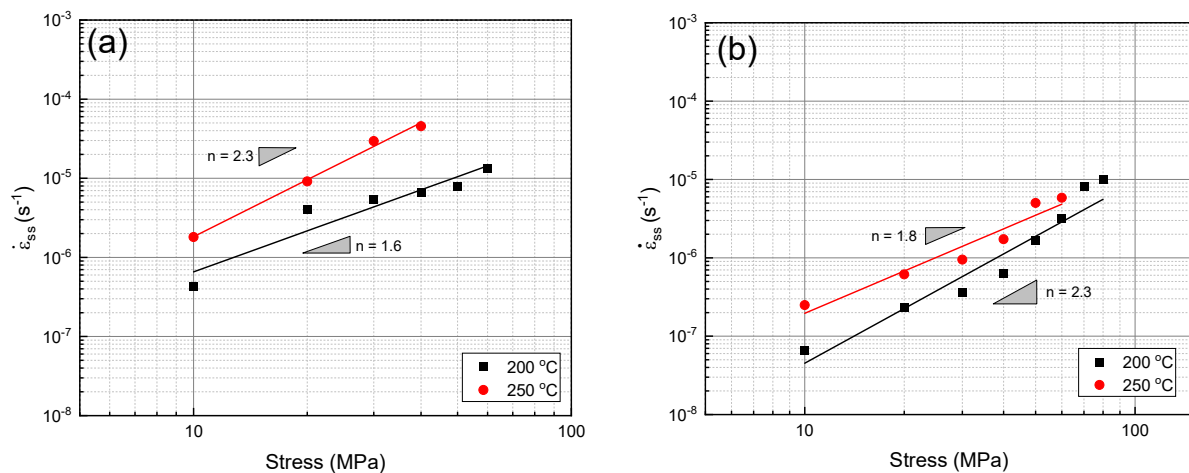 (a)
10⁻³
10⁻⁴
10⁻⁵
10⁻⁶
10⁻⁷
10⁻⁸
ε̇ss (s⁻¹)
n = 2.3
n = 1.6
200 °C
250 °C
10
100
Stress (MPa)
(b)
10⁻³
10⁻⁴
10⁻⁵
10⁻⁶
10⁻⁷
10⁻⁸
ε̇ss (s⁻¹)
n = 1.8
n = 2.3
200 °C
250 °C
10
100
Stress (MPa)